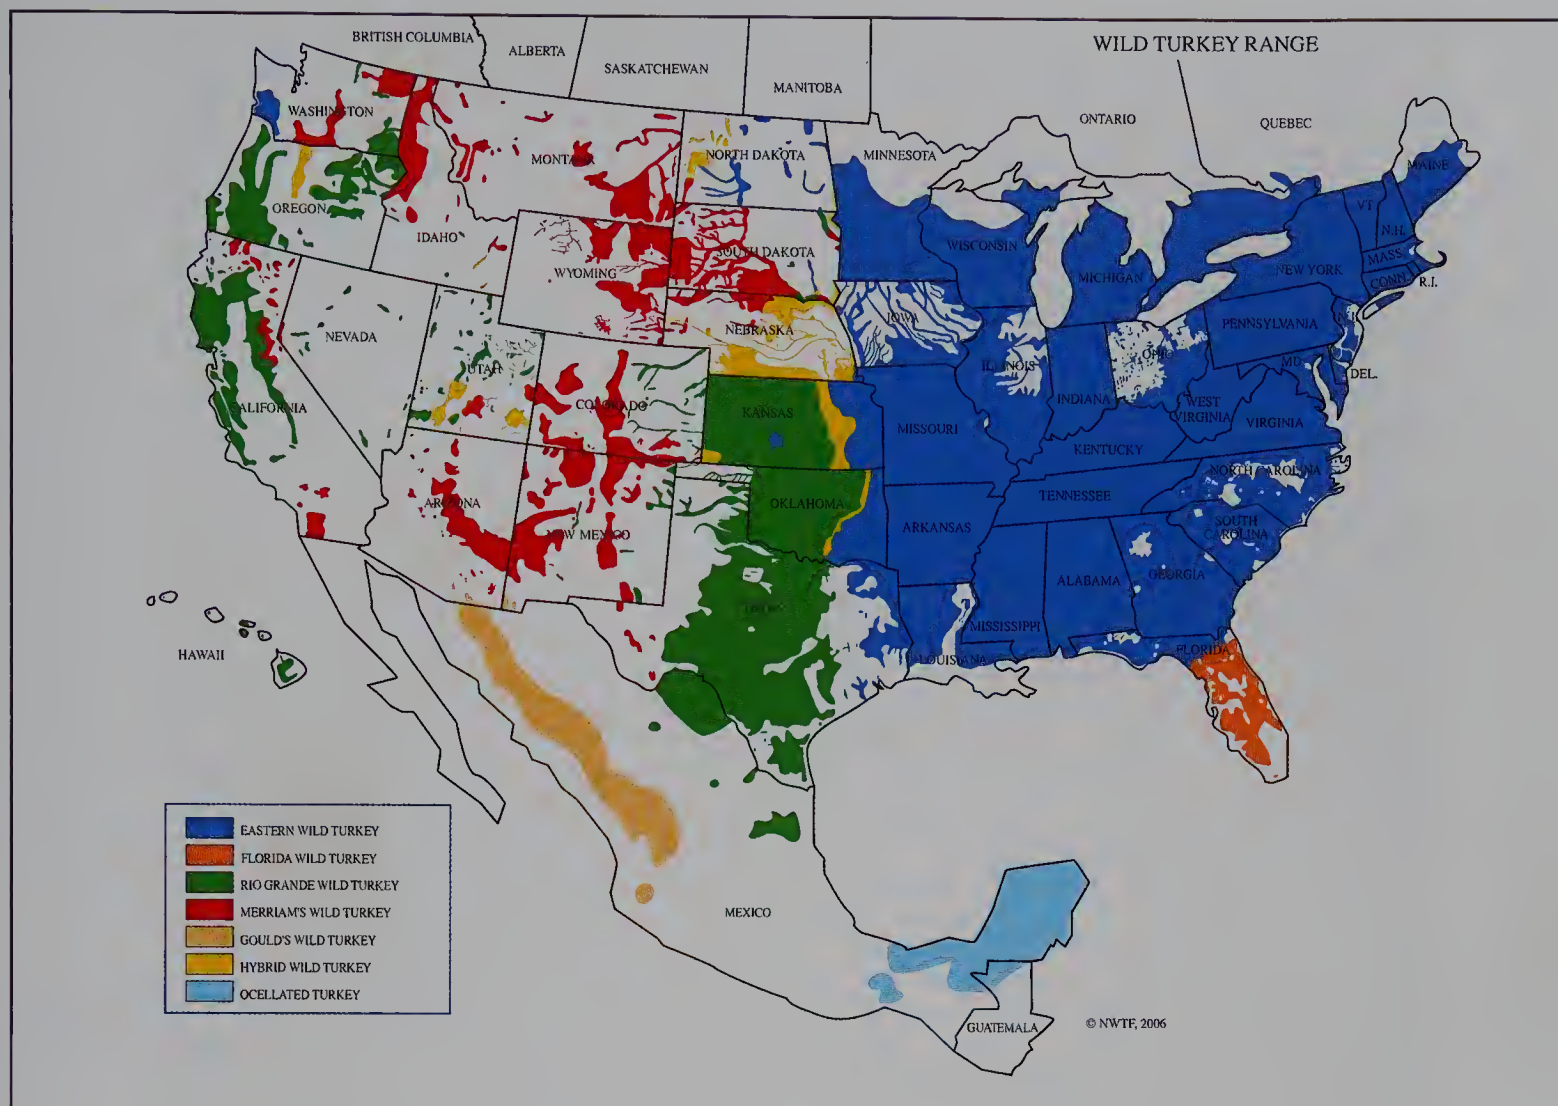 WILD TURKEY RANGE
BRITISH COLUMBIA
ALBERTA
SASKATCHEWAN
MANITOBA
ONTARIO
QUEBEC
WASHINGTON
MONTANA
NORTH DAKOTA
MINNESOTA
MAINE
OREGON
IDAHO
WYOMING
SOUTH DAKOTA
WISCONSIN
MICHIGAN
NEW YORK
VT
N.H.
MASS.
CONN
R.I.
NEVADA
UTAH
COLORADO
NEBRASKA
IOWA
ILLINOIS
INDIANA
OHIO
PENNSYLVANIA
N.J.
MD.
DEL.
CALIFORNIA
KANSAS
MISSOURI
KENTUCKY
WEST
VIRGINIA
VIRGINIA
ARIZONA
NEW MEXICO
OKLAHOMA
ARKANSAS
TENNESSEE
NORTH CAROLINA
SOUTH
CAROLINA
TEXAS
LOUISIANA
MISSISSIPPI
ALABAMA
GEORGIA
FLORIDA
HAWAII
MEXICO
GUATEMALA
EASTERN WILD TURKEY
FLORIDA WILD TURKEY
RIO GRANDE WILD TURKEY
MERRIAM'S WILD TURKEY
GOULD'S WILD TURKEY
HYBRID WILD TURKEY
OCELLATED TURKEY
© NWTF, 2006